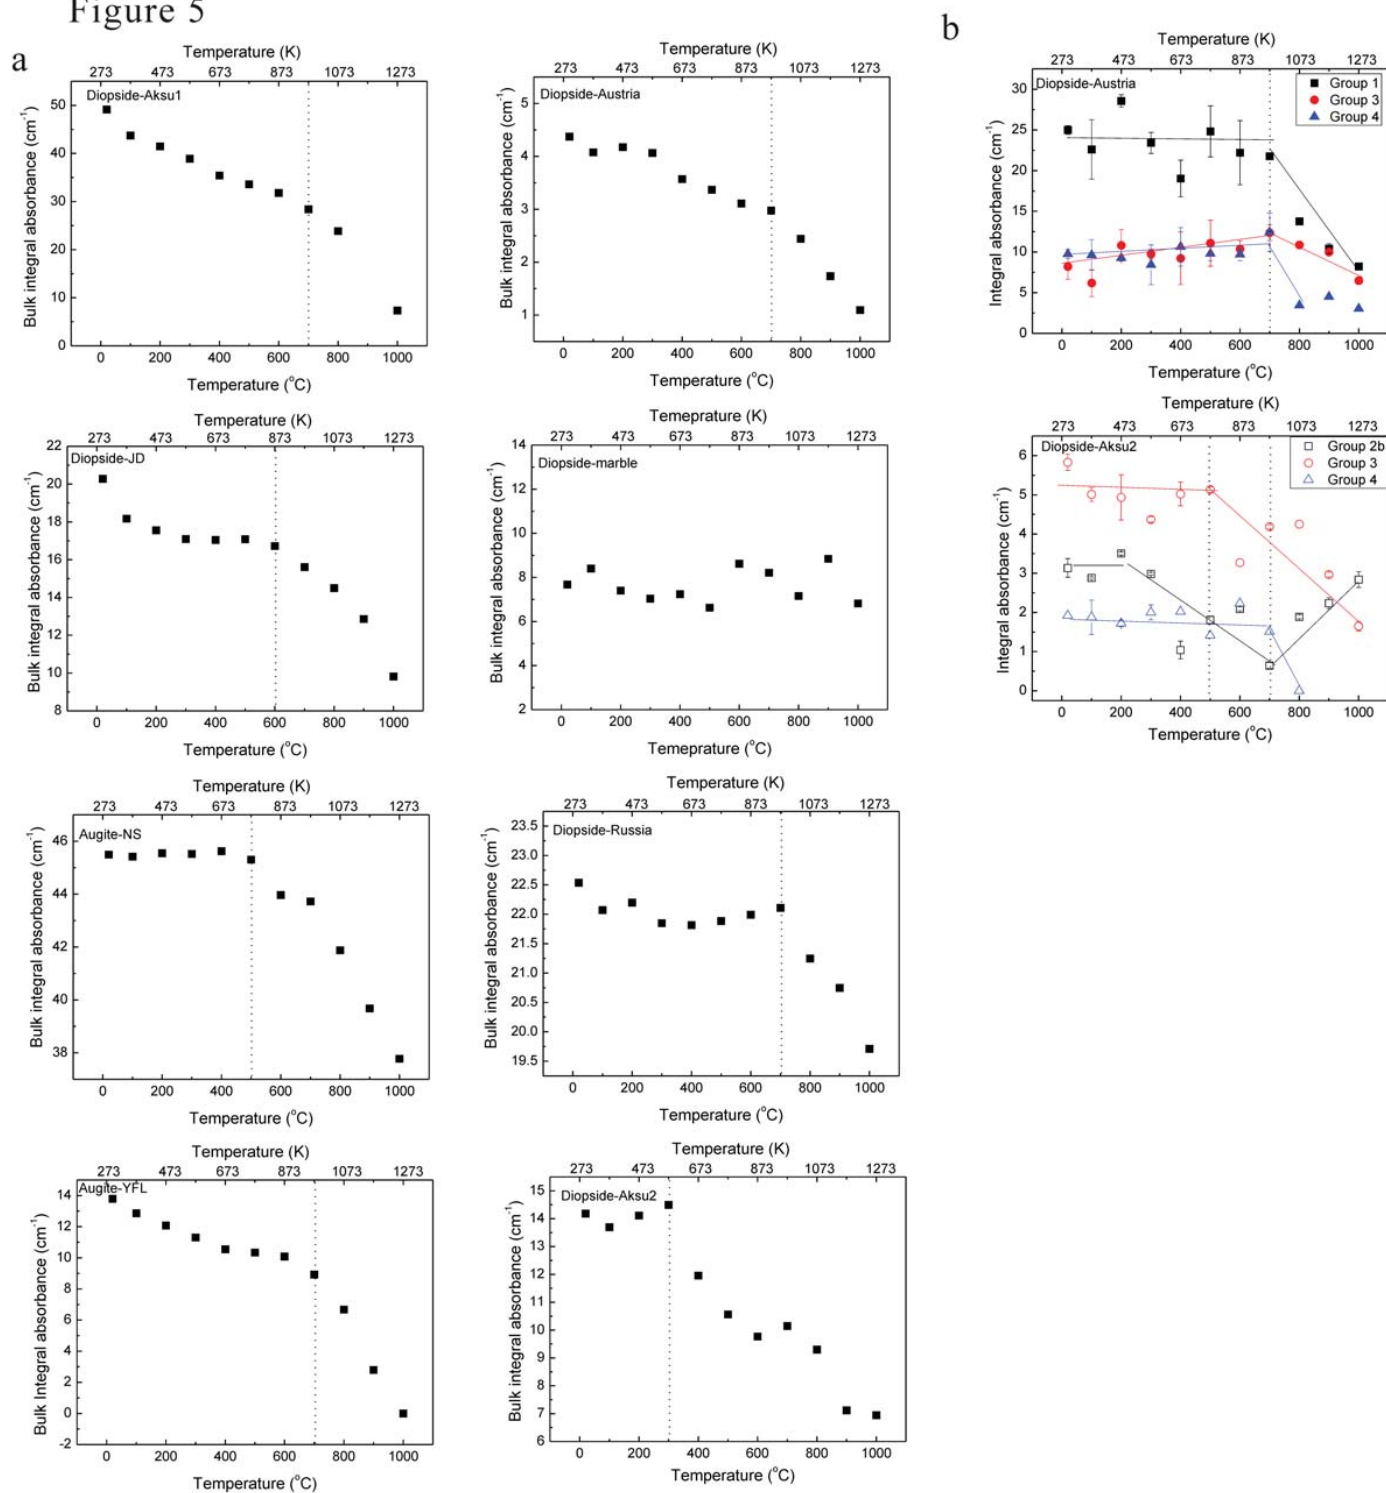 Figure 5
a
Temperature (K)
273 473 673 873 1073 1273
Diopside-Aksu1
Bulk integral absorbance (cm-1)
50
40
30
20
10
0
0 200 400 600 800 1000
Temperature (oC)
Temperature (K)
273 473 673 873 1073 1273
Diopside-Austria
Bulk integral absorbance (cm-1)
5
4
3
2
1
0 200 400 600 800 1000
Temperature (oC)
b
Temperature (K)
273 473 673 873 1073 1273
Diopside-Austria
Group 1
Group 3
Group 4
Integral absorbance (cm-1)
30
25
20
15
10
5
0
0 200 400 600 800 1000
Temperature (oC)
Temperature (K)
273 473 673 873 1073 1273
Diopside-JD
Bulk integral absorbance (cm-1)
22
20
18
16
14
12
10
8
0 200 400 600 800 1000
Temperature (oC)
Temeprature (K)
273 473 673 873 1073 1273
Diopside-marble
Bulk integral absorbance (cm-1)
14
12
10
8
6
4
2
0 200 400 600 800 1000
Temeprature (oC)
Temperature (K)
273 473 673 873 1073 1273
Diopside-Aksu2
Group 2b
Group 3
Group 4
Integral absorbance (cm-1)
6
5
4
3
2
1
0
0 200 400 600 800 1000
Temperature (oC)
Temperature (K)
273 473 673 873 1073 1273
Augite-NS
Bulk integral absorbance (cm-1)
46
44
42
40
38
0 200 400 600 800 1000
Temperature (oC)
Temperature (K)
273 473 673 873 1073 1273
Diopside-Russia
Bulk integral absorbance (cm-1)
23.5
23.0
22.5
22.0
21.5
21.0
20.5
20.0
19.5
0 200 400 600 800 1000
Temperature (oC)
Temperature (K)
273 473 673 873 1073 1273
Augite-YFL
Bulk Integral absorbance (cm-1)
14
12
10
8
6
4
2
0
-2
0 200 400 600 800 1000
Temperature (oC)
Temperature (K)
273 473 673 873 1073 1273
Diopside-Aksu2
Bulk integral absorbance (cm-1)
15
14
13
12
11
10
9
8
7
6
0 200 400 600 800 1000
Temperature (oC)